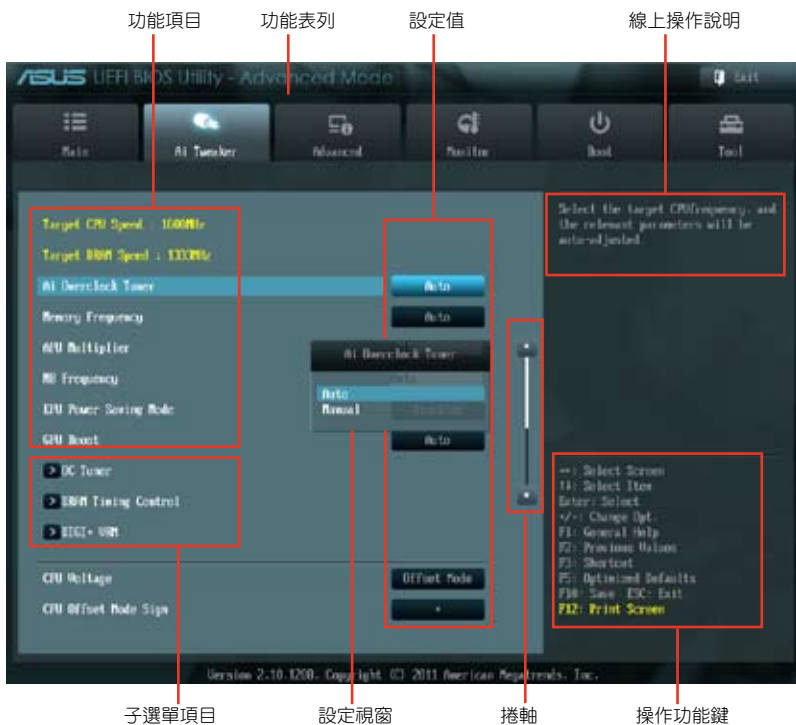 功能項目 功能表列 設定值 線上操作說明
ASUS UEFI BIOS Utility - Advanced Mode Exit
Main Ai Tweaker Advanced Monitor Boot Tool
Target CPU Speed : 1600MHz
Target DRAM Speed : 1333MHz
Select the target CPU frequency, and
the relevant parameters will be
auto-adjusted
Ai Overclock Tuner Auto
Memory Frequency Auto
APU Multiplier
NB Frequency
EPU Power Saving Mode
GPU Boost Auto
Ai Overclock Tuner
Auto
Manual
> OC Tuner
> DRAM Timing Control
> DIGI+ VRM
CPU Voltage Offset Mode
CPU Offset Mode Sign +
→←: Select Screen
↑↓: Select Item
Enter: Select
+/-: Change Opt.
F1: General Help
F2: Previous Values
F3: Shortcut
F5: Optimized Defaults
F10: Save ESC: Exit
F12: Print Screen
Version 2.10.1208. Copyright (C) 2011 American Megatrends, Inc.
子選單項目 設定視窗 捲軸 操作功能鍵